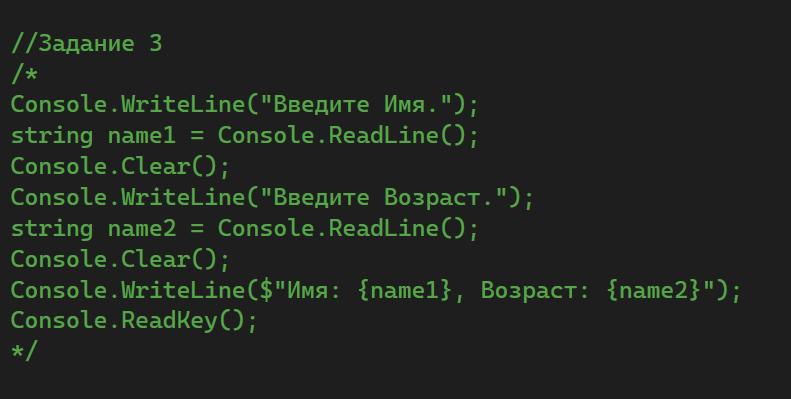 //Задание 3
/*
Console.WriteLine("Введите Имя.");
string name1 = Console.ReadLine();
Console.Clear();
Console.WriteLine("Введите Возраст.");
string name2 = Console.ReadLine();
Console.Clear();
Console.WriteLine($"Имя: {name1}, Возраст: {name2}");
Console.ReadKey();
*/